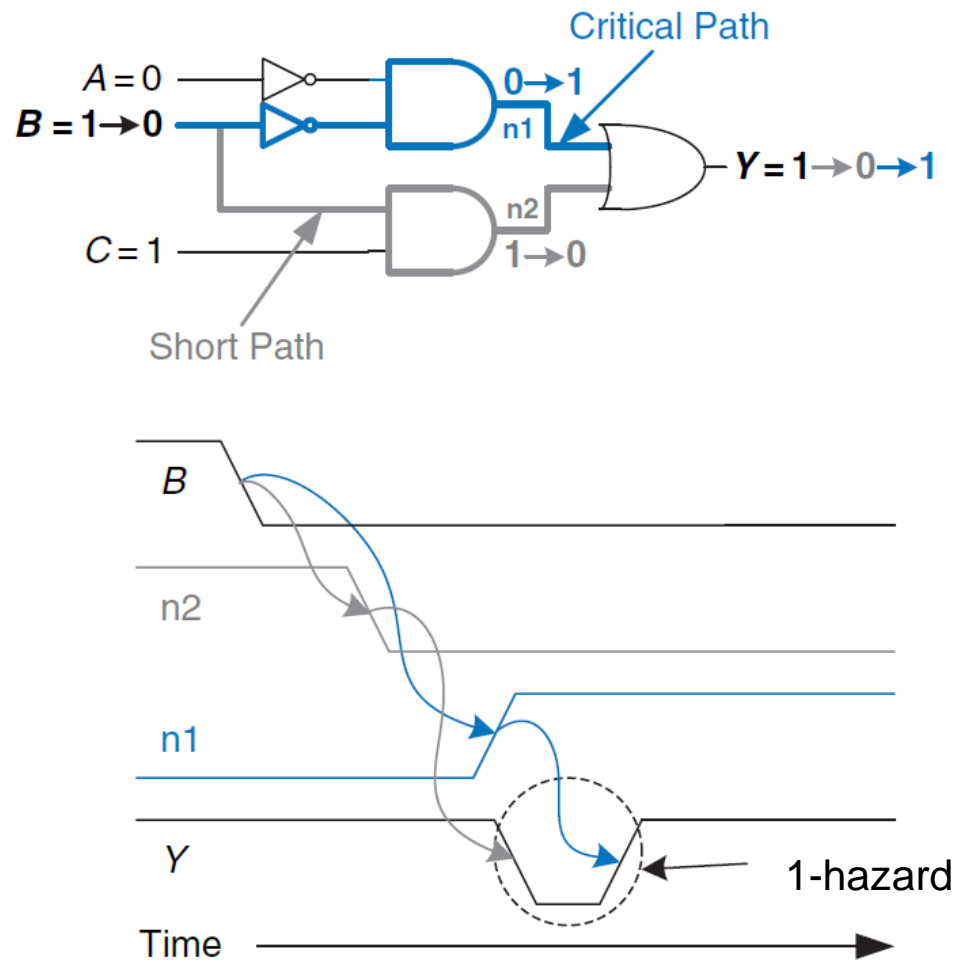 Critical Path
A = 0
0→1
B = 1→0
n1
Y = 1→0→1
n2
C = 1
1→0
Short Path
B
n2
n1
Y
1-hazard
Time